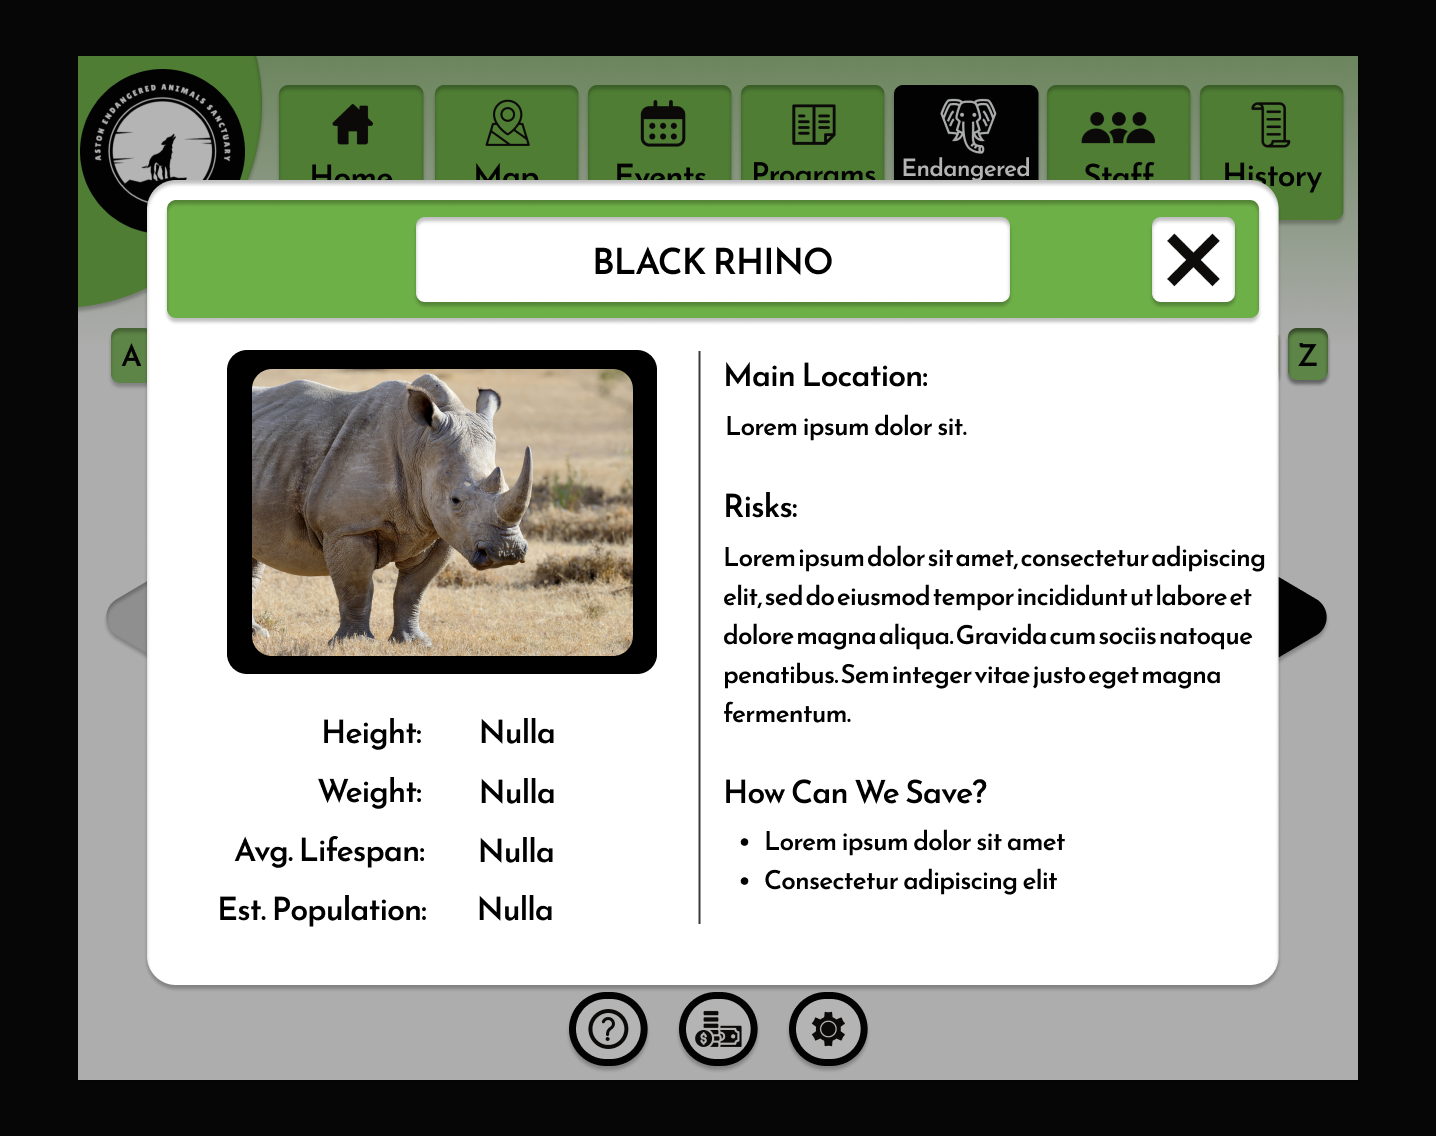 ASTON ENDANGERED ANIMALS SANCTUARY
Home
Map
Events
Programs
Endangered
Staff
History
BLACK RHINO
A
Z
Main Location:
Lorem ipsum dolor sit.
Risks:
Lorem ipsum dolor sit amet, consectetur adipiscing
elit, sed do eiusmod tempor incididunt ut labore et
dolore magna aliqua. Gravida cum sociis natoque
penatibus. Sem integer vitae justo eget magna
fermentum.
How Can We Save?
• Lorem ipsum dolor sit amet
• Consectetur adipiscing elit
Height: Nulla
Weight: Nulla
Avg. Lifespan: Nulla
Est. Population: Nulla